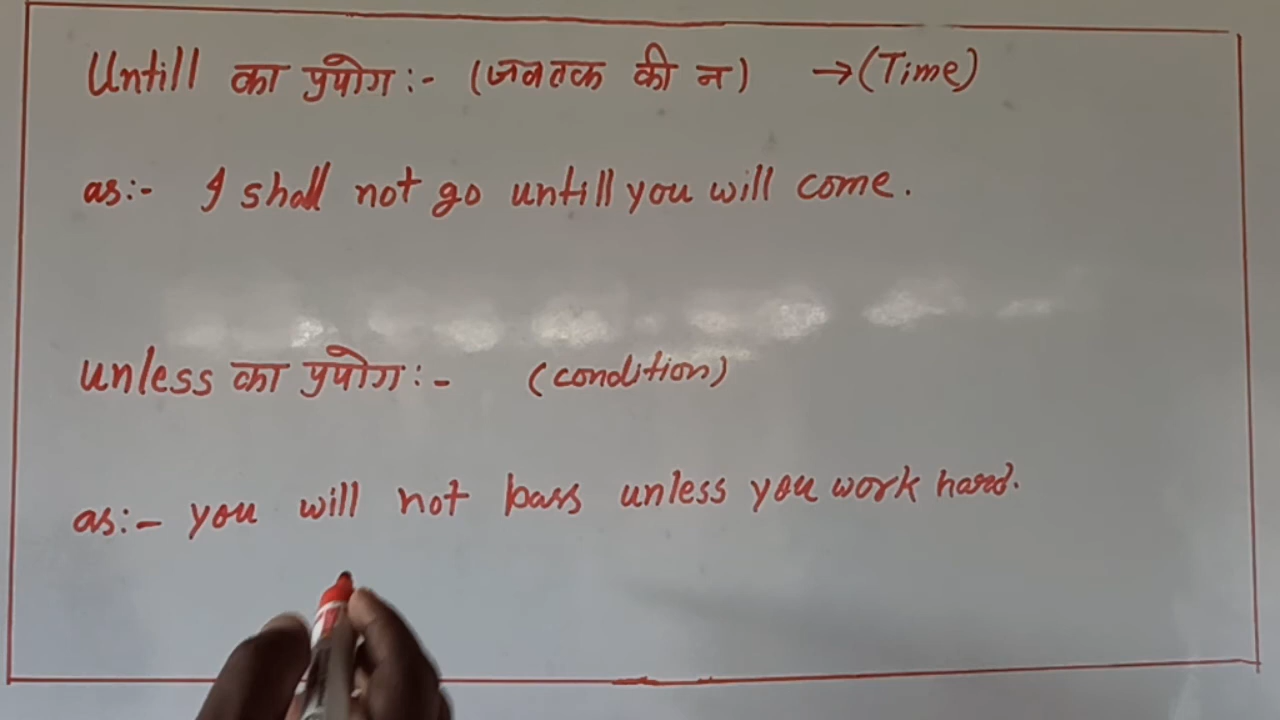 Untill का प्रयोग :- (जबतक की न) → (Time)
as:- I shall not go untill you will come.
unless का प्रयोग :- (condition)
as:- you will not pass unless you work hard.